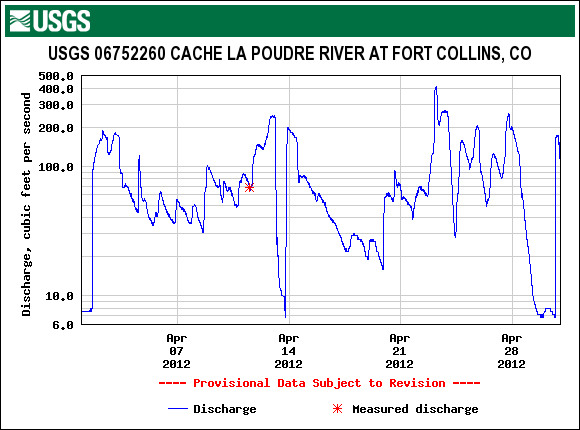 USGS
USGS 06752260 CACHE LA POUDRE RIVER AT FORT COLLINS, CO
Discharge, cubic feet per second
500.0
400.0
300.0
200.0
100.0
10.0
6.0
Apr Apr Apr Apr
07 14 21 28
2012 2012 2012 2012
---- Provisional Data Subject to Revision ----
Discharge Measured discharge